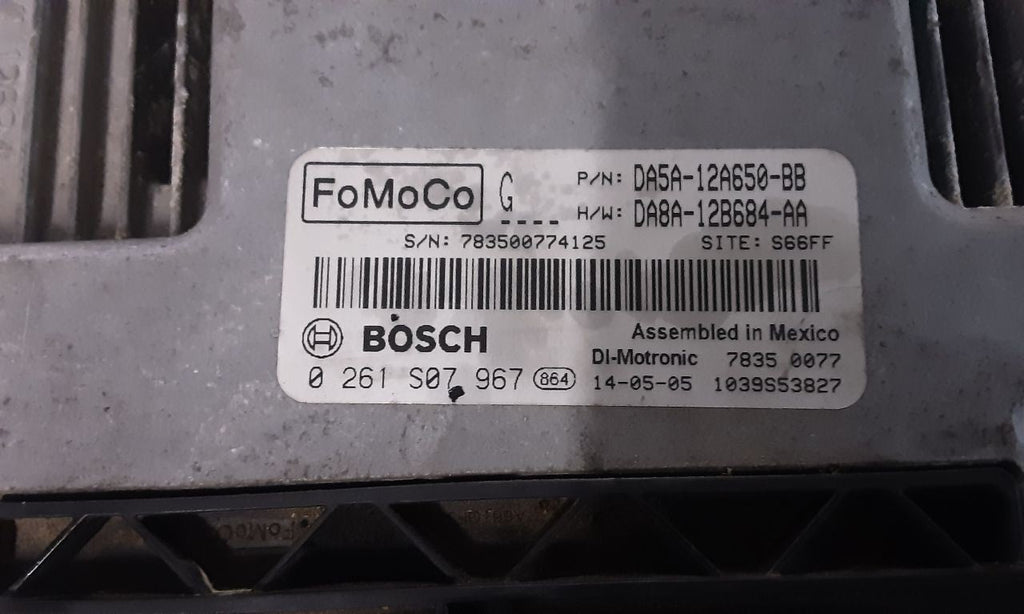 FoMoCo G P/N: DA5A-12A650-BB
---- H/W: DA8A-12B684-AA
S/N: 783500774125 SITE: S66FF
BOSCH Assembled in Mexico
DI-Motronic 7835 0077
0 261 S07 967 864 14-05-05 1039S53827
FoMoCo